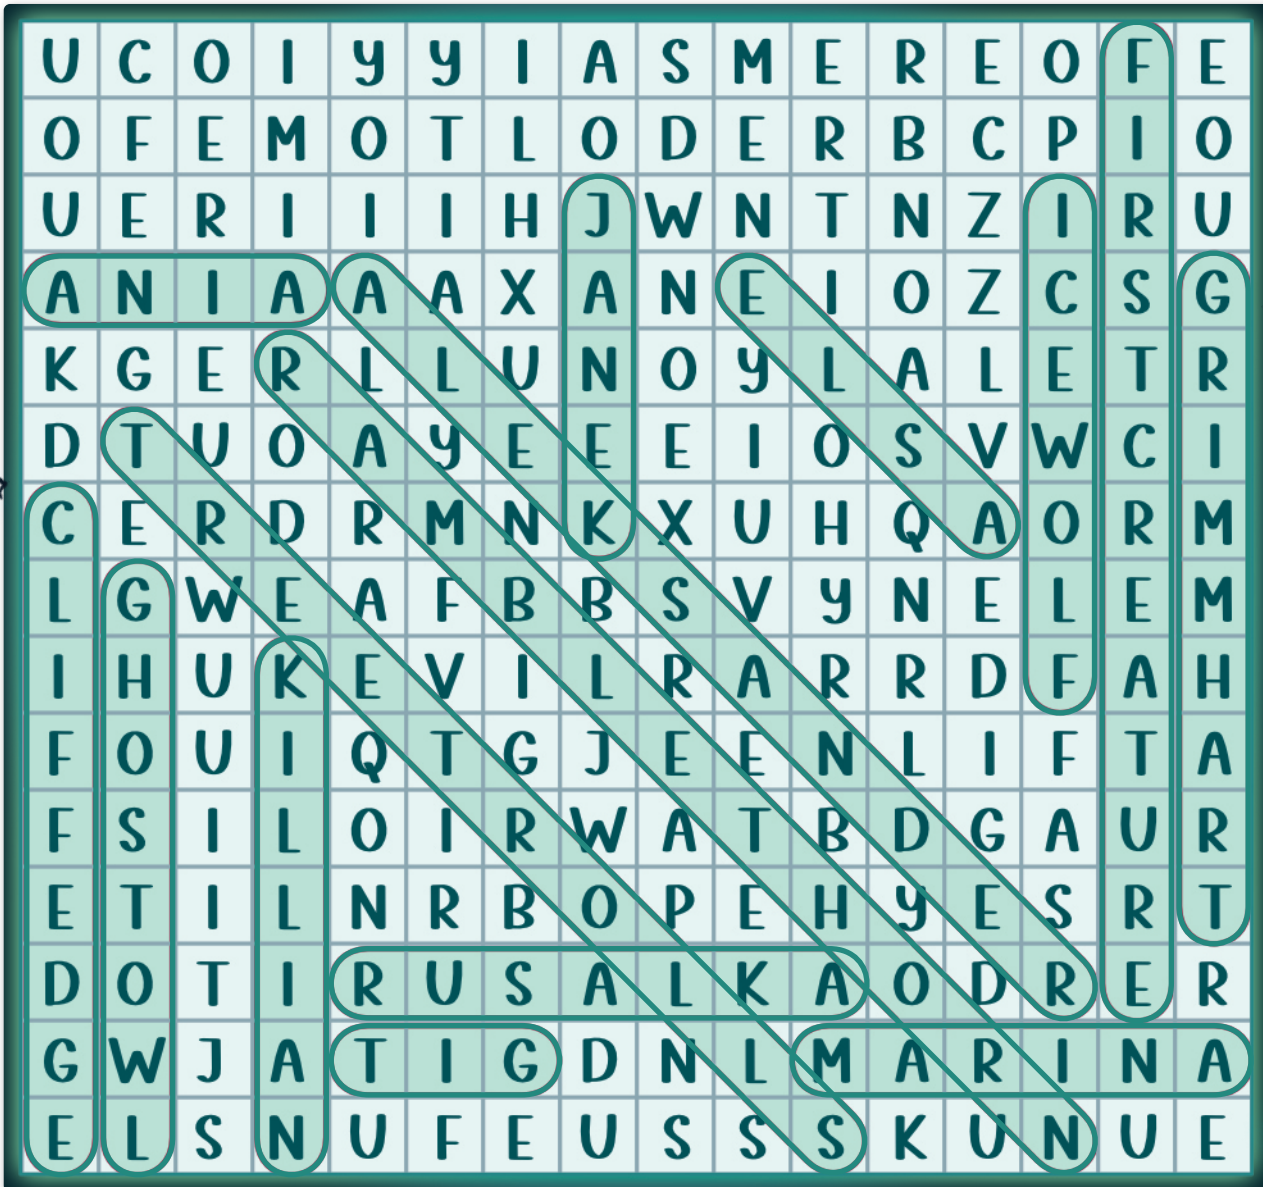 U C O I Y Y I A S M E R E O F E
O F E M O T L O D E R B C P I O
U E R I I I H J W N T N Z I R U
A N I A A A X A N E I O Z C S G
K G E R L L U N O Y L A L E T R
D T U O A Y E E E I O S V W C I
C E R D R M N K X U H Q A O R M
L G W E A F B B S V Y N E L E M
I H U K E V I L R A R R D F A H
F O U I Q T G J E E N L I F T A
F S I L O I R W A T B D G A U R
E T I L N R B O P E H Y E S R T
D O T I R U S A L K A O D R E R
G W J A T I G D N L M A R I N A
E L S N U F E U S S S K U N U E